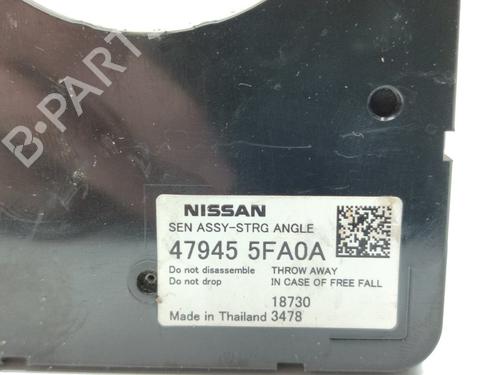 B-PARTS
NISSAN
SEN ASSY-STRG ANGLE
47945 5FA0A
Do not disassemble THROW AWAY
Do not drop IN CASE OF FREE FALL
18730
Made in Thailand 3478